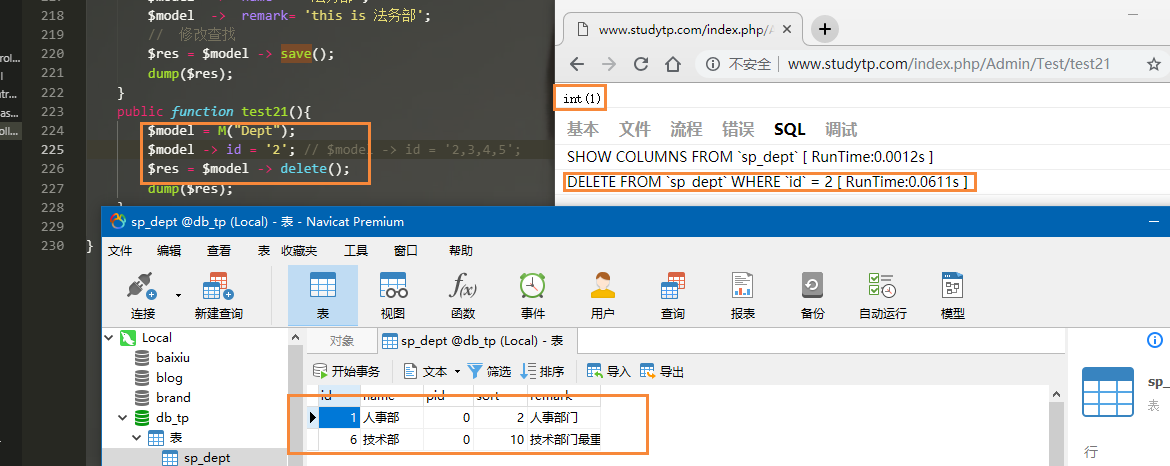 218 $model -> remark= 'this is 法务部';
219 // 修改查找
220 $res = $model -> save();
221 dump($res);
222 }
223 public function test21(){
224 $model = M("Dept");
225 $model -> id = '2'; // $model -> id = '2,3,4,5';
226 $res = $model -> delete();
227 dump($res);
228 }
229
230 }
www.studytp.com/index.php/A
不安全 www.studytp.com/index.php/Admin/Test/test21
int(1)
基本 文件 流程 错误 SQL 调试
SHOW COLUMNS FROM `sp_dept` [ RunTime:0.0012s ]
DELETE FROM `sp_dept` WHERE `id` = 2 [ RunTime:0.0611s ]
sp_dept @db_tp (Local) - 表 - Navicat Premium
文件 编辑 查看 表 收藏夹 工具 窗口 帮助
连接 新建查询 表 视图 函数 事件 用户 查询 报表 备份 自动运行 模型
Local
baixiu
blog
brand
db_tp
表
sp_dept
对象 sp_dept @db_tp (Local) - 表
开始事务 文本 筛选 排序 导入 导出
id name pid sort remark
1 人事部 0 2 人事部门
6 技术部 0 10 技术部门最重
sp_
表
行